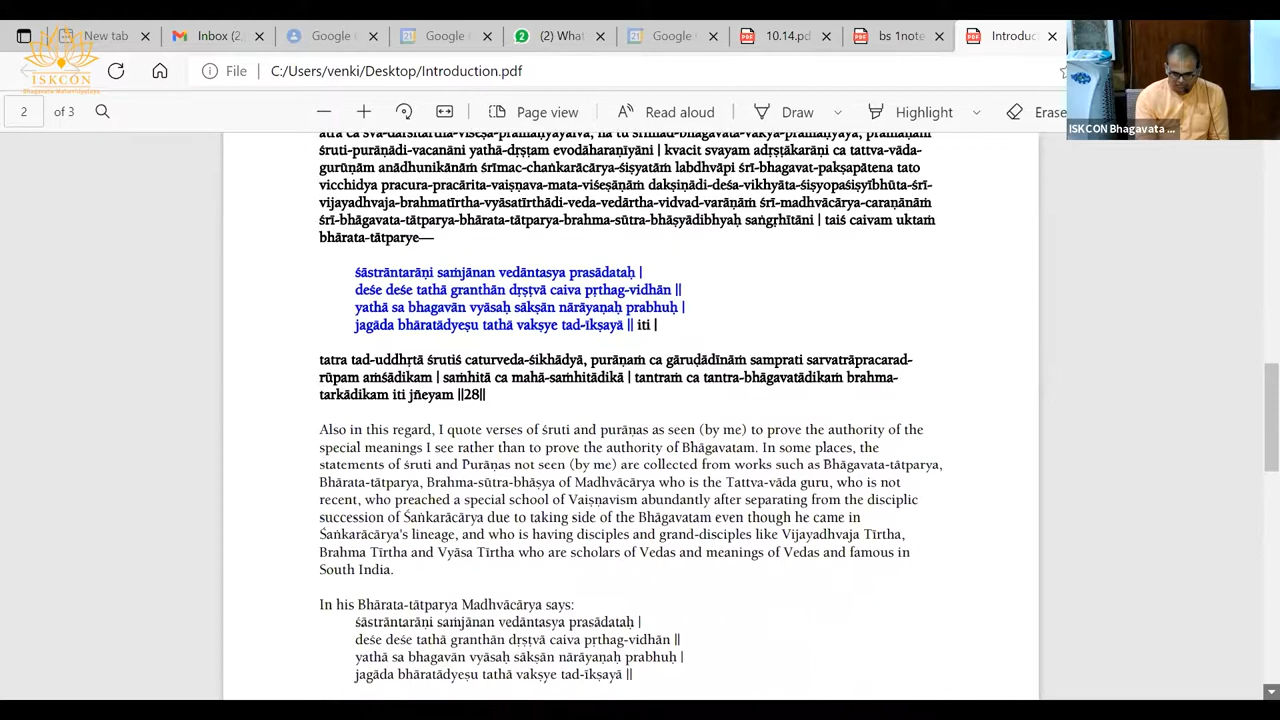 New tab
Inbox (2,
Google (
Google (
(2) What
Google (
10.14.pd
bs 1note
Introduc
ISKCON
Bhagavata Mahavidyalaya
File
C:/Users/venki/Desktop/Introduction.pdf
2
of 3
Page view
Read aloud
Draw
Highlight
Erase
ISKCON Bhagavata ...
atra ca sva-darśitārtha-viśeṣa-prāmāṇyāyaiva, na tu śrīmad-bhāgavata-vākya-prāmāṇyāya, pramāṇāni
śruti-purāṇādi-vacanāni yathā-dṛṣṭam evodāharaṇīyāni | kvacit svayam adṛṣṭākarāṇi ca tattva-vāda-
gurūṇām anādhunikānāṁ śrīmac-chaṅkarācārya-śiṣyatāṁ labdhvāpi śrī-bhagavat-pakṣapātena tato
vicchidya pracura-pracārita-vaiṣṇava-mata-viśeṣāṇāṁ dakṣiṇādi-deśa-vikhyāta-śiṣyopaśiṣyībhūta-śrī-
vijayadhvaja-brahmatīrtha-vyāsatīrthādi-veda-vedārtha-vidvad-varāṇāṁ śrī-madhvācārya-caraṇānāṁ
śrī-bhāgavata-tātparya-bhārata-tātparya-brahma-sūtra-bhāṣyādibhyaḥ saṅgṛhītāni | taiś caivam uktaṁ
bhārata-tātparye—
śāstrāntarāṇi saṁjānan vedāntasya prasādataḥ |
deśe deśe tathā granthān dṛṣṭvā caiva pṛthag-vidhān ||
yathā sa bhagavān vyāsaḥ sākṣān nārāyaṇaḥ prabhuḥ |
jagāda bhāratādyeṣu tathā vakṣye tad-īkṣayā || iti |
tatra tad-uddhṛtā śrutiś caturveda-śikhādyā, purāṇaṁ ca gāruḍādīnāṁ samprati sarvatrāpracarad-
rūpam aṁśādikam | saṁhitā ca mahā-saṁhitādikā | tantraṁ ca tantra-bhāgavatādikaṁ brahma-
tarkādikam iti jñeyam ||28||
Also in this regard, I quote verses of śruti and purāṇas as seen (by me) to prove the authority of the
special meanings I see rather than to prove the authority of Bhāgavatam. In some places, the
statements of śruti and Purāṇas not seen (by me) are collected from works such as Bhāgavata-tātparya,
Bhārata-tātparya, Brahma-sūtra-bhāṣya of Madhvācārya who is the Tattva-vāda guru, who is not
recent, who preached a special school of Vaiṣṇavism abundantly after separating from the disciplic
succession of Śaṅkarācārya due to taking side of the Bhāgavatam even though he came in
Śaṅkarācārya's lineage, and who is having disciples and grand-disciples like Vijayadhvaja Tīrtha,
Brahma Tīrtha and Vyāsa Tīrtha who are scholars of Vedas and meanings of Vedas and famous in
South India.
In his Bhārata-tātparya Madhvācārya says:
śāstrāntarāṇi saṁjānan vedāntasya prasādataḥ |
deśe deśe tathā granthān dṛṣṭvā caiva pṛthag-vidhān ||
yathā sa bhagavān vyāsaḥ sākṣān nārāyaṇaḥ prabhuḥ |
jagāda bhāratādyeṣu tathā vakṣye tad-īkṣayā ||